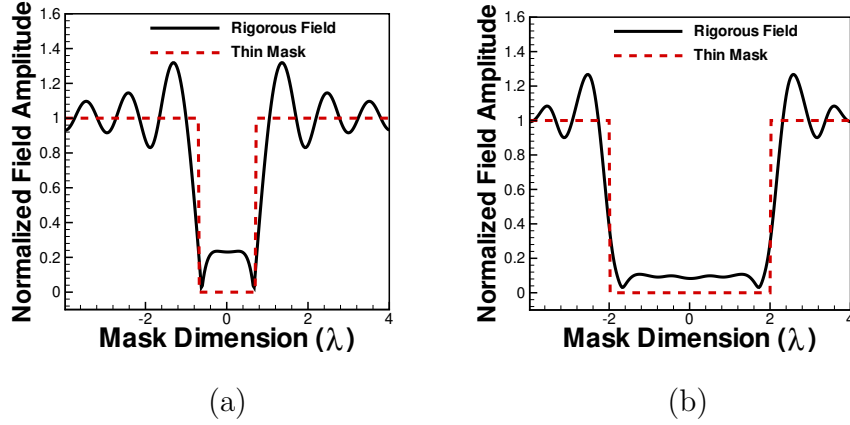 1.6
1.4
1.2
1
0.8
0.6
0.4
0.2
0
Normalized Field Amplitude
Rigorous Field
Thin Mask
-2 0 2 4
Mask Dimension (λ)
(a)
1.6
1.4
1.2
1
0.8
0.6
0.4
0.2
0
Normalized Field Amplitude
Rigorous Field
Thin Mask
-2 0 2 4
Mask Dimension (λ)
(b)